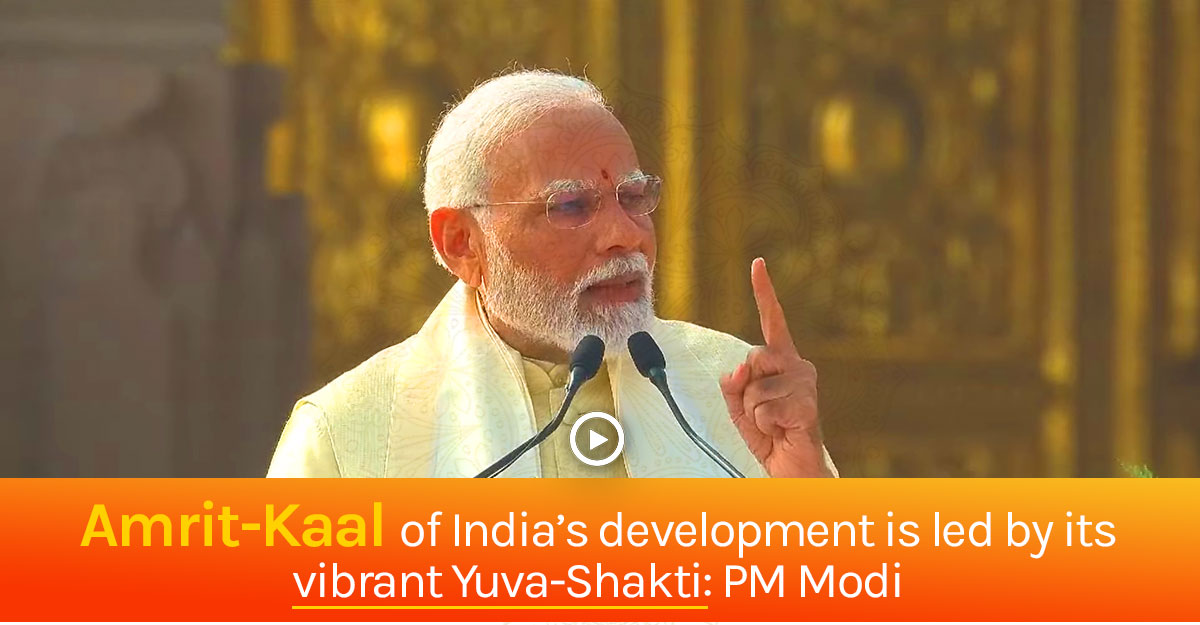 Amrit-Kaal of India’s development is led by its
vibrant Yuva-Shakti: PM Modi